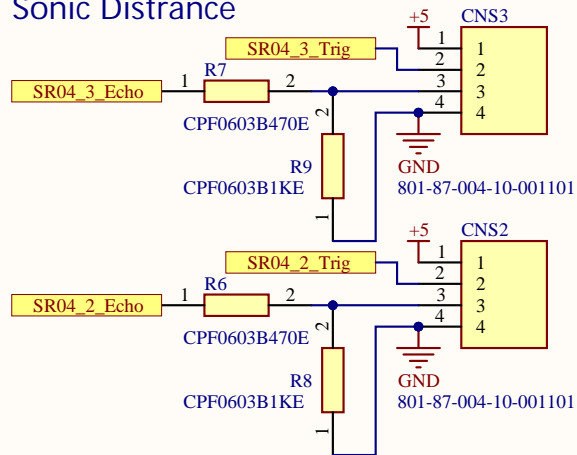 Sonic Distrance
+5 CNS3
SR04_3_Trig 1 1
2 2
SR04_3_Echo 1 R7 2 3 3
4 4
CPF0603B470E 2
R9 GND
CPF0603B1KE 801-87-004-10-001101
1
+5 CNS2
SR04_2_Trig 1 1
2 2
SR04_2_Echo 1 R6 2 3 3
4 4
CPF0603B470E 2
R8 GND
CPF0603B1KE 801-87-004-10-001101
1